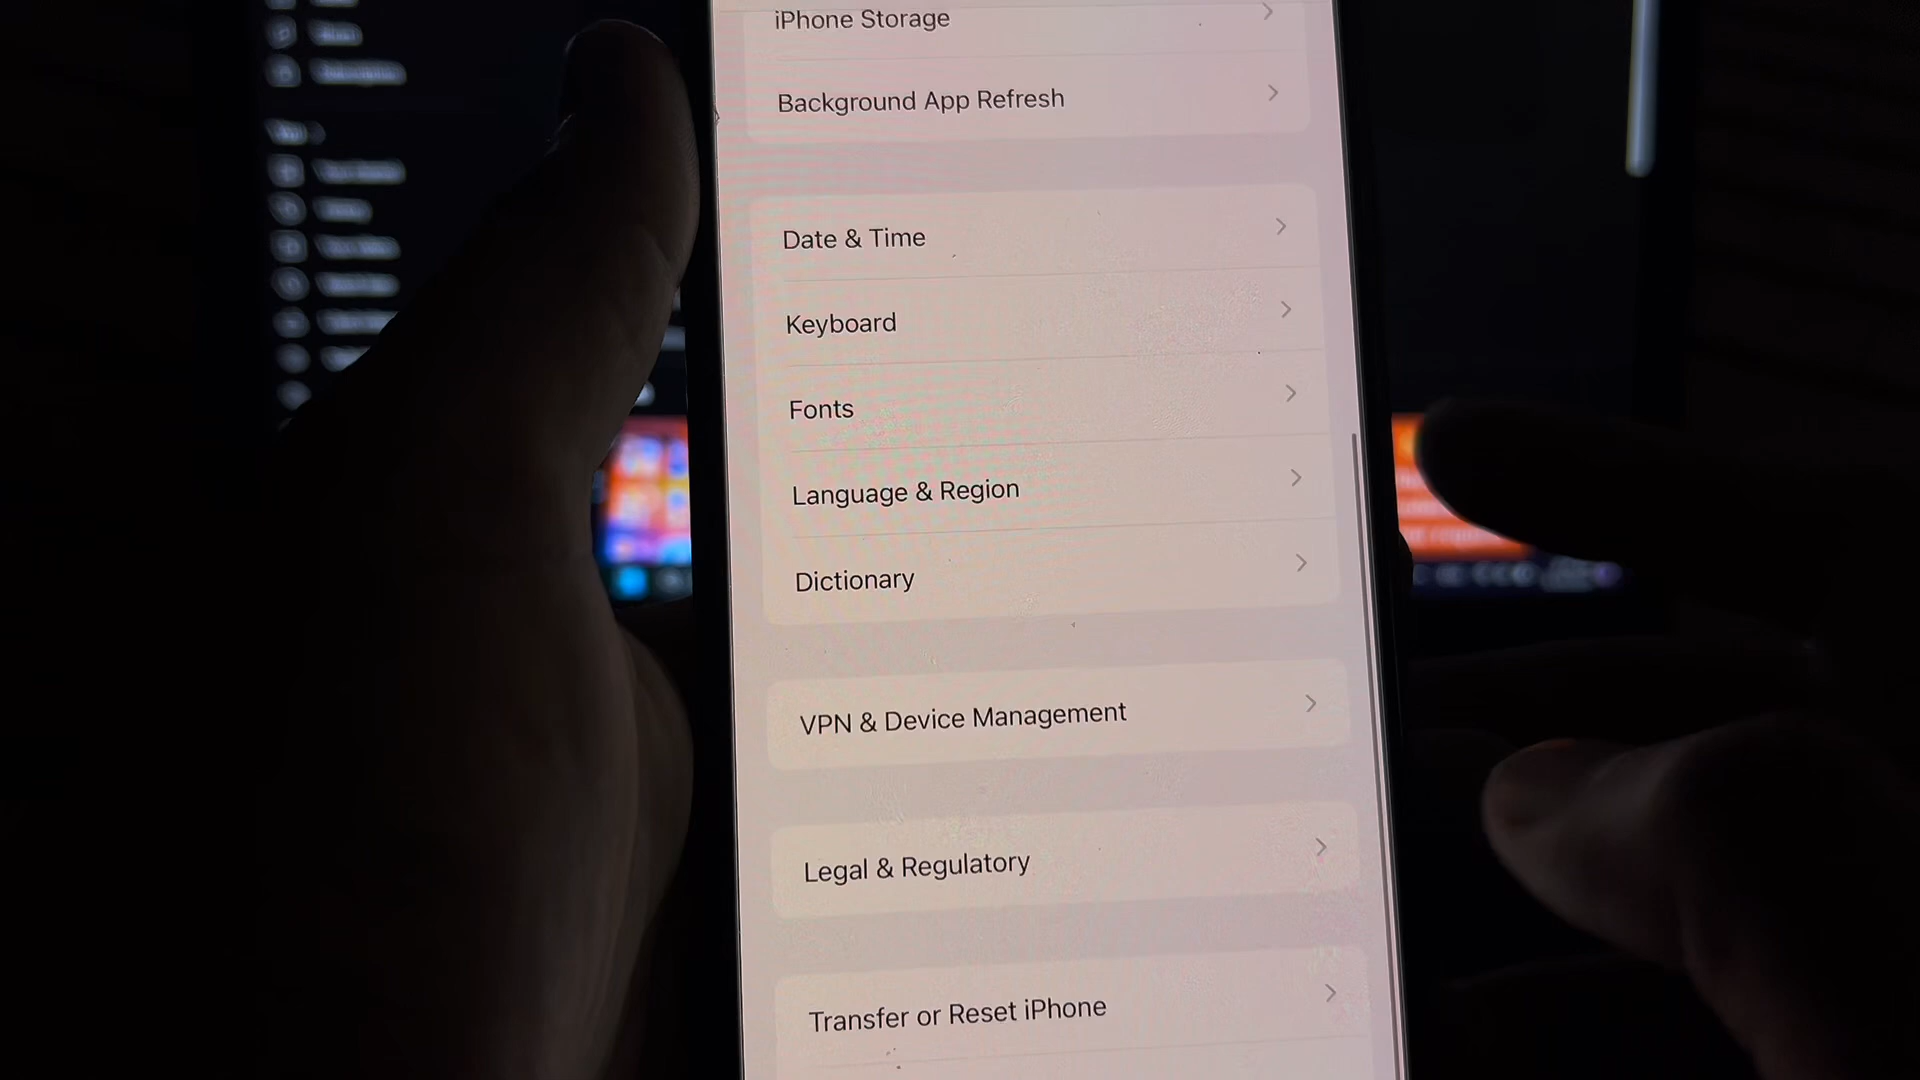 iPhone Storage
Background App Refresh
Date & Time
Keyboard
Fonts
Language & Region
Dictionary
VPN & Device Management
Legal & Regulatory
Transfer or Reset iPhone